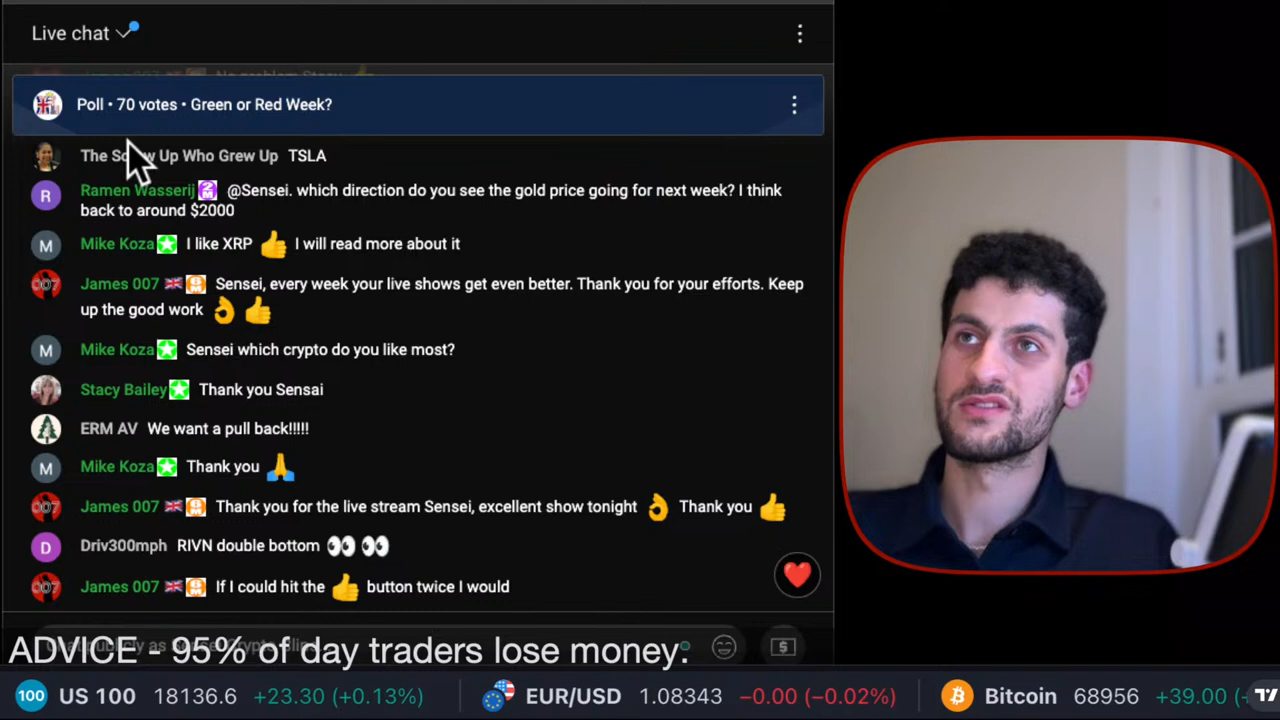 Live chat
Poll • 70 votes • Green or Red Week?
Up Who Grew Up TSLA
Ramen Wasserij @Sensei. which direction do you see the gold price going for next week? I think
back to around $2000
Mike Koza I like XRP 👍 I will read more about it
James 007 🇬🇧 Sensei, every week your live shows get even better. Thank you for your efforts. Keep
up the good work 👌 👍
Mike Koza Sensei which crypto do you like most?
Stacy Bailey Thank you Sensai
ERM AV We want a pull back!!!!!
Mike Koza Thank you 🙏
James 007 🇬🇧 Thank you for the live stream Sensei, excellent show tonight 👌 Thank you 👍
Driv300mph RIVN double bottom 👀 👀
James 007 🇬🇧 If I could hit the 👍 button twice I would
ADVICE - 95% of day traders lose money.
100 US 100 18136.6 +23.30 (+0.13%) EUR/USD 1.08343 −0.00 (−0.02%) Bitcoin 68956 +39.00